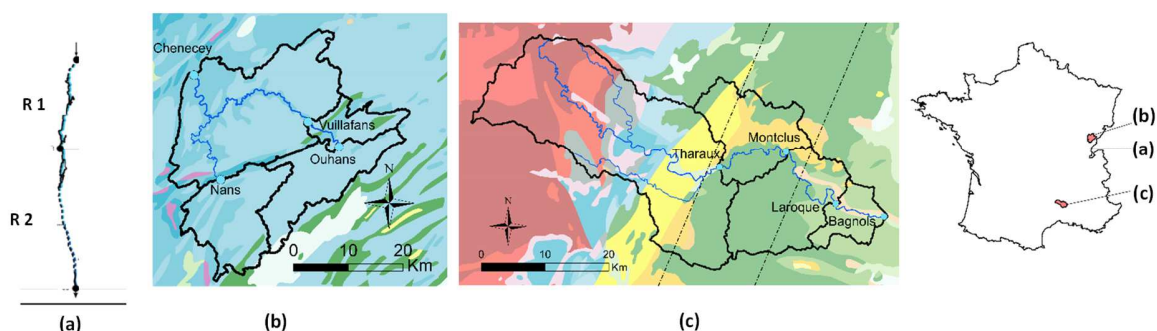 R 1
R 2
(a)
Chenecey
Vuillafans
Ouhans
Nans
N
0 10 20
Km
(b)
Tharaux
Montclus
Laroque
Bagnols
N
0 10 20
Km
(c)
(b)
(a)
(c)